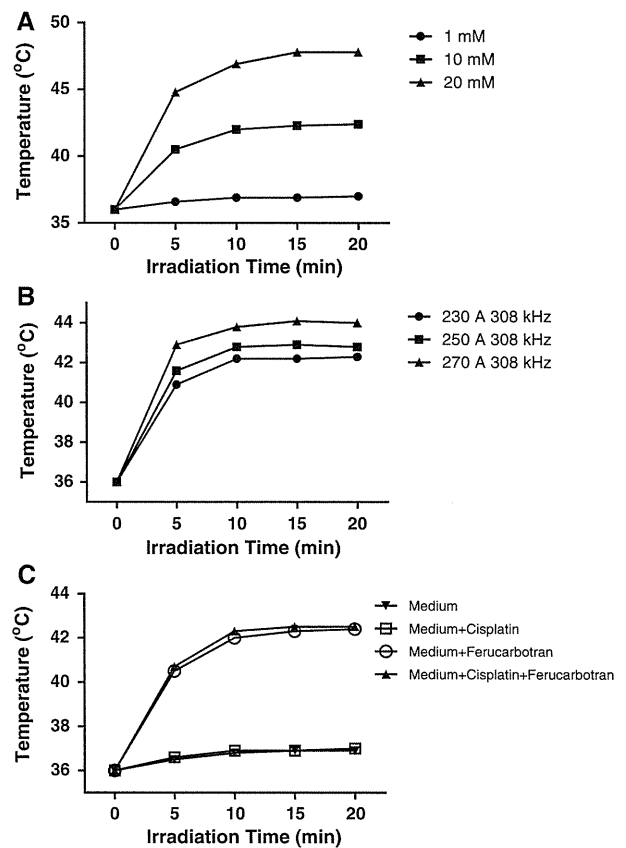 A
Temperature (°C)
50
45
40
35
0 5 10 15 20
Irradiation Time (min)
1 mM
10 mM
20 mM
B
Temperature (°C)
44
42
40
38
36
0 5 10 15 20
Irradiation Time (min)
230 A 308 kHz
250 A 308 kHz
270 A 308 kHz
C
Temperature (°C)
44
42
40
38
36
0 5 10 15 20
Irradiation Time (min)
Medium
Medium+Cisplatin
Medium+Ferucarbotran
Medium+Cisplatin+Ferucarbotran